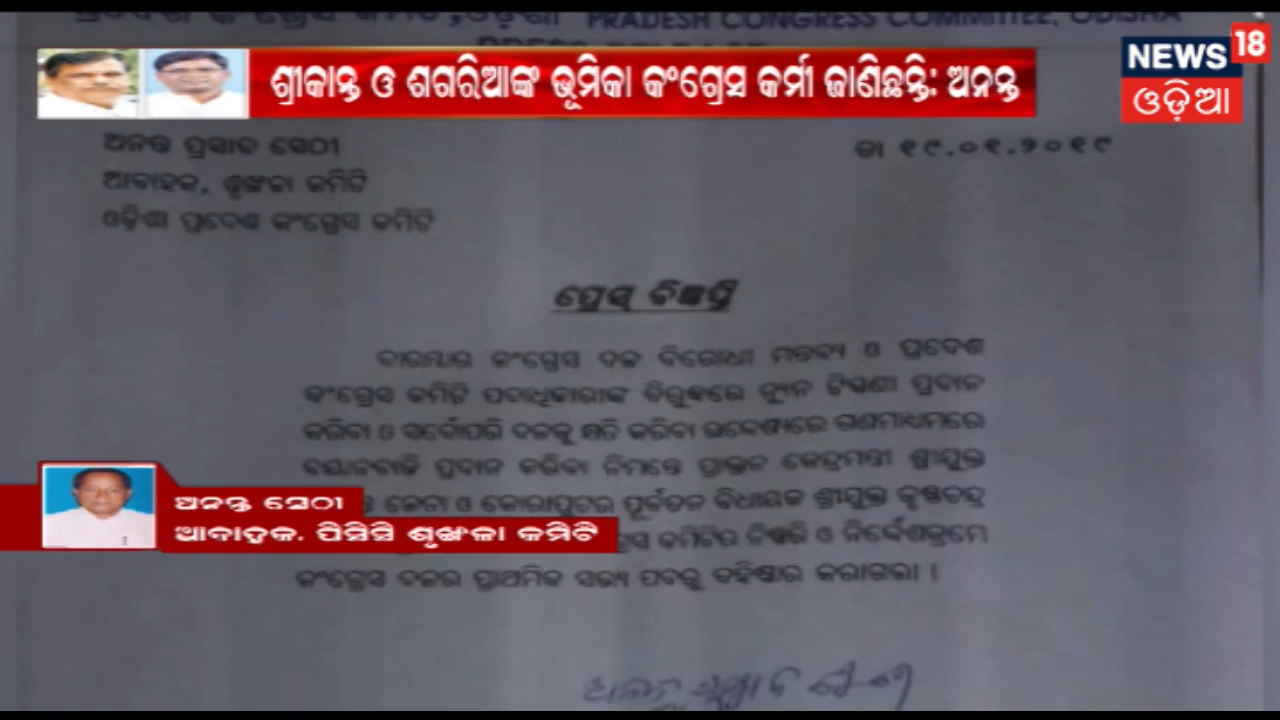 PRADESH CONGRESS COMMITTEE, ODISHA
ଶ୍ରୀକାନ୍ତ ଓ ଶଗରିଆଙ୍କ ଭୂମିକା କଂଗ୍ରେସ କର୍ମୀ ଜାଣିଛନ୍ତି: ଅନନ୍ତ
NEWS 18
ଓଡ଼ିଆ
ଅନନ୍ତ ପ୍ରସାଦ ସେଠୀ
ତା ୧୯.୦୧.୨୦୧୯
ଆବାହକ, ଶୃଙ୍ଖଳା କମିଟି
ଓଡ଼ିଶା ପ୍ରଦେଶ କଂଗ୍ରେସ କମିଟି
ପ୍ରେସ୍ ବିଜ୍ଞପ୍ତି
ବାରମ୍ବାର କଂଗ୍ରେସ ଦଳ ବିରୋଧୀ ମନ୍ତବ୍ୟ ଓ ପ୍ରଦେଶ
କଂଗ୍ରେସ କମିଟି ପଦାଧିକାରୀଙ୍କ ବିରୁଦ୍ଧରେ ନ୍ୟୂନ ଟିପ୍ପଣୀ ପ୍ରଦାନ
କରିବା ଓ ସର୍ବୋପରି ଦଳକୁ କ୍ଷତି କରିବା ଉଦ୍ଦେଶ୍ୟରେ ଗଣମାଧ୍ୟମରେ
ବୟାନବାଜି ପ୍ରଦାନ କରିବା ନିମନ୍ତେ ପ୍ରାକ୍ତନ କେନ୍ଦ୍ରମନ୍ତ୍ରୀ ଶ୍ରୀଯୁକ୍ତ
ଜେନା ଓ କୋରାପୁଟର ପୂର୍ବତନ ବିଧାୟକ ଶ୍ରୀଯୁକ୍ତ କୃଷ୍ଣଚନ୍ଦ୍ର
କମିଟିର ନିଷ୍ପତ୍ତି ଓ ନିର୍ଦ୍ଦେଶକ୍ରମେ
କଂଗ୍ରେସ ଦଳର ପ୍ରାଥମିକ ସଭ୍ୟ ପଦରୁ ବହିଷ୍କାର କରାଗଲା ।
ଅନନ୍ତ ସେଠୀ
ଆବାହକ. ପିସିସି ଶୃଙ୍ଖଳା କମିଟି
ଅନନ୍ତ ପ୍ରସାଦ ସେଠୀ